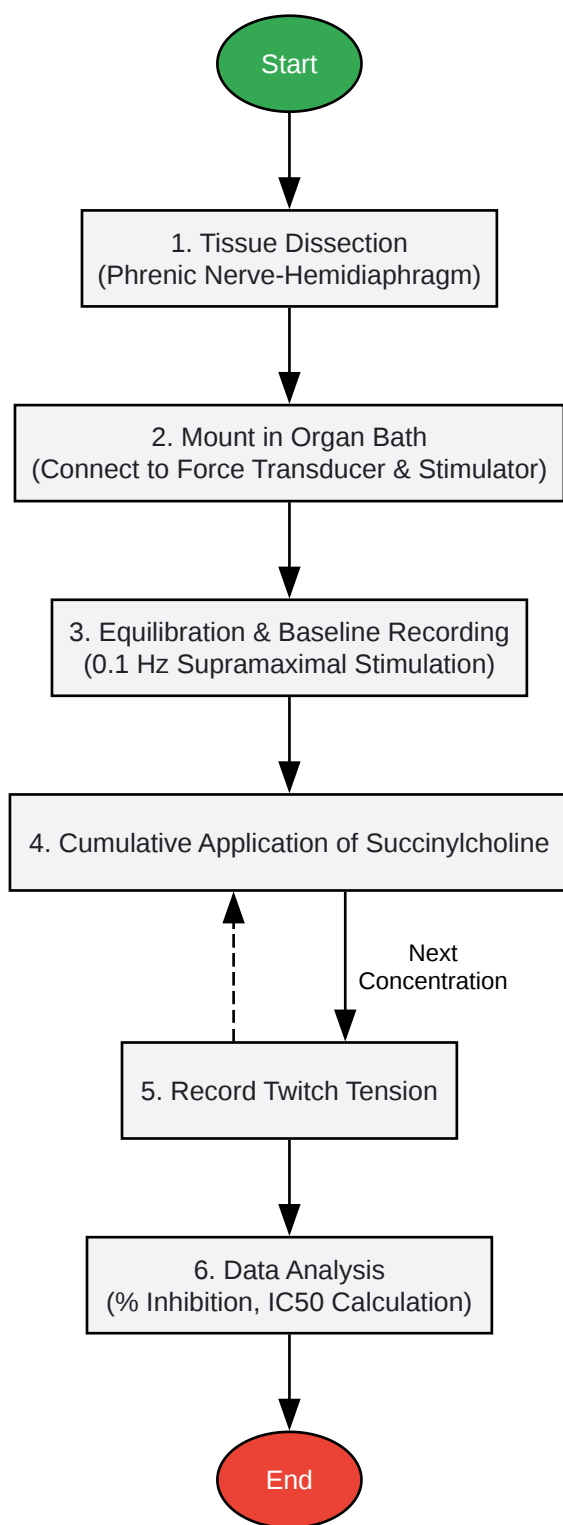 Start
1. Tissue Dissection
(Phrenic Nerve-Hemidiaphragm)
2. Mount in Organ Bath
(Connect to Force Transducer & Stimulator)
3. Equilibration & Baseline Recording
(0.1 Hz Supramaximal Stimulation)
4. Cumulative Application of Succinylcholine
Next
Concentration
5. Record Twitch Tension
6. Data Analysis
(% Inhibition, IC50 Calculation)
End